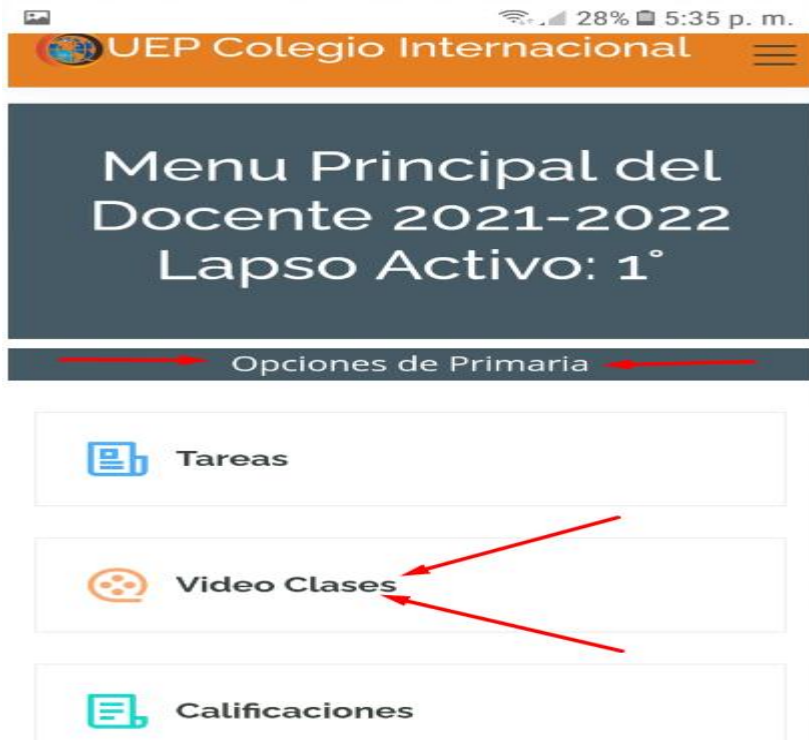 28% 5:35 p. m.
UEP Colegio Internacional
Menu Principal del
Docente 2021-2022
Lapso Activo: 1°
Opciones de Primaria
Tareas
Video Clases
Calificaciones